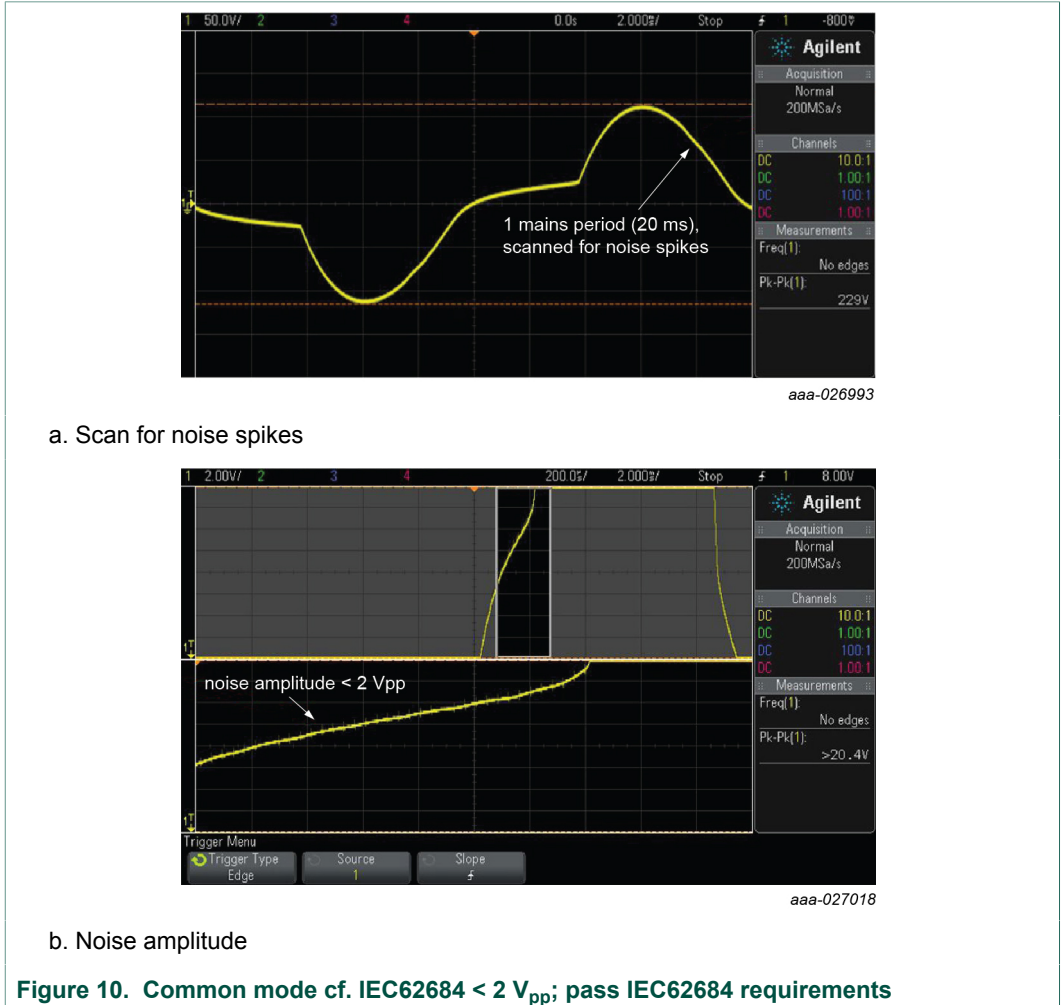 1 50.0V/ 2 3 4 0.0s 2.000ms/ Stop 1 -800V
Agilent
Acquisition
Normal
200MSa/s
Channels
DC 10.0:1
DC 1.00:1
DC 100:1
DC 1.00:1
Measurements
Freq(1):
No edges
Pk-Pk(1):
229V
1
T
1 mains period (20 ms),
scanned for noise spikes
aaa-026993
a. Scan for noise spikes
1 2.00V/ 2 3 4 2.000ms/ Stop 1 8.00V
Agilent
Acquisition
Normal
200MSa/s
Channels
DC 10.0:1
DC 1.00:1
DC 100:1
DC 1.00:1
Measurements
Freq(1):
No edges
Pk-Pk(1):
>20.4V
1
T
noise amplitude < 2 Vpp
1
T
Trigger Menu
Trigger Type
Edge
Source
1
Slope
aaa-027018
b. Noise amplitude
Figure 10. Common mode cf. IEC62684 < 2 Vpp; pass IEC62684 requirements